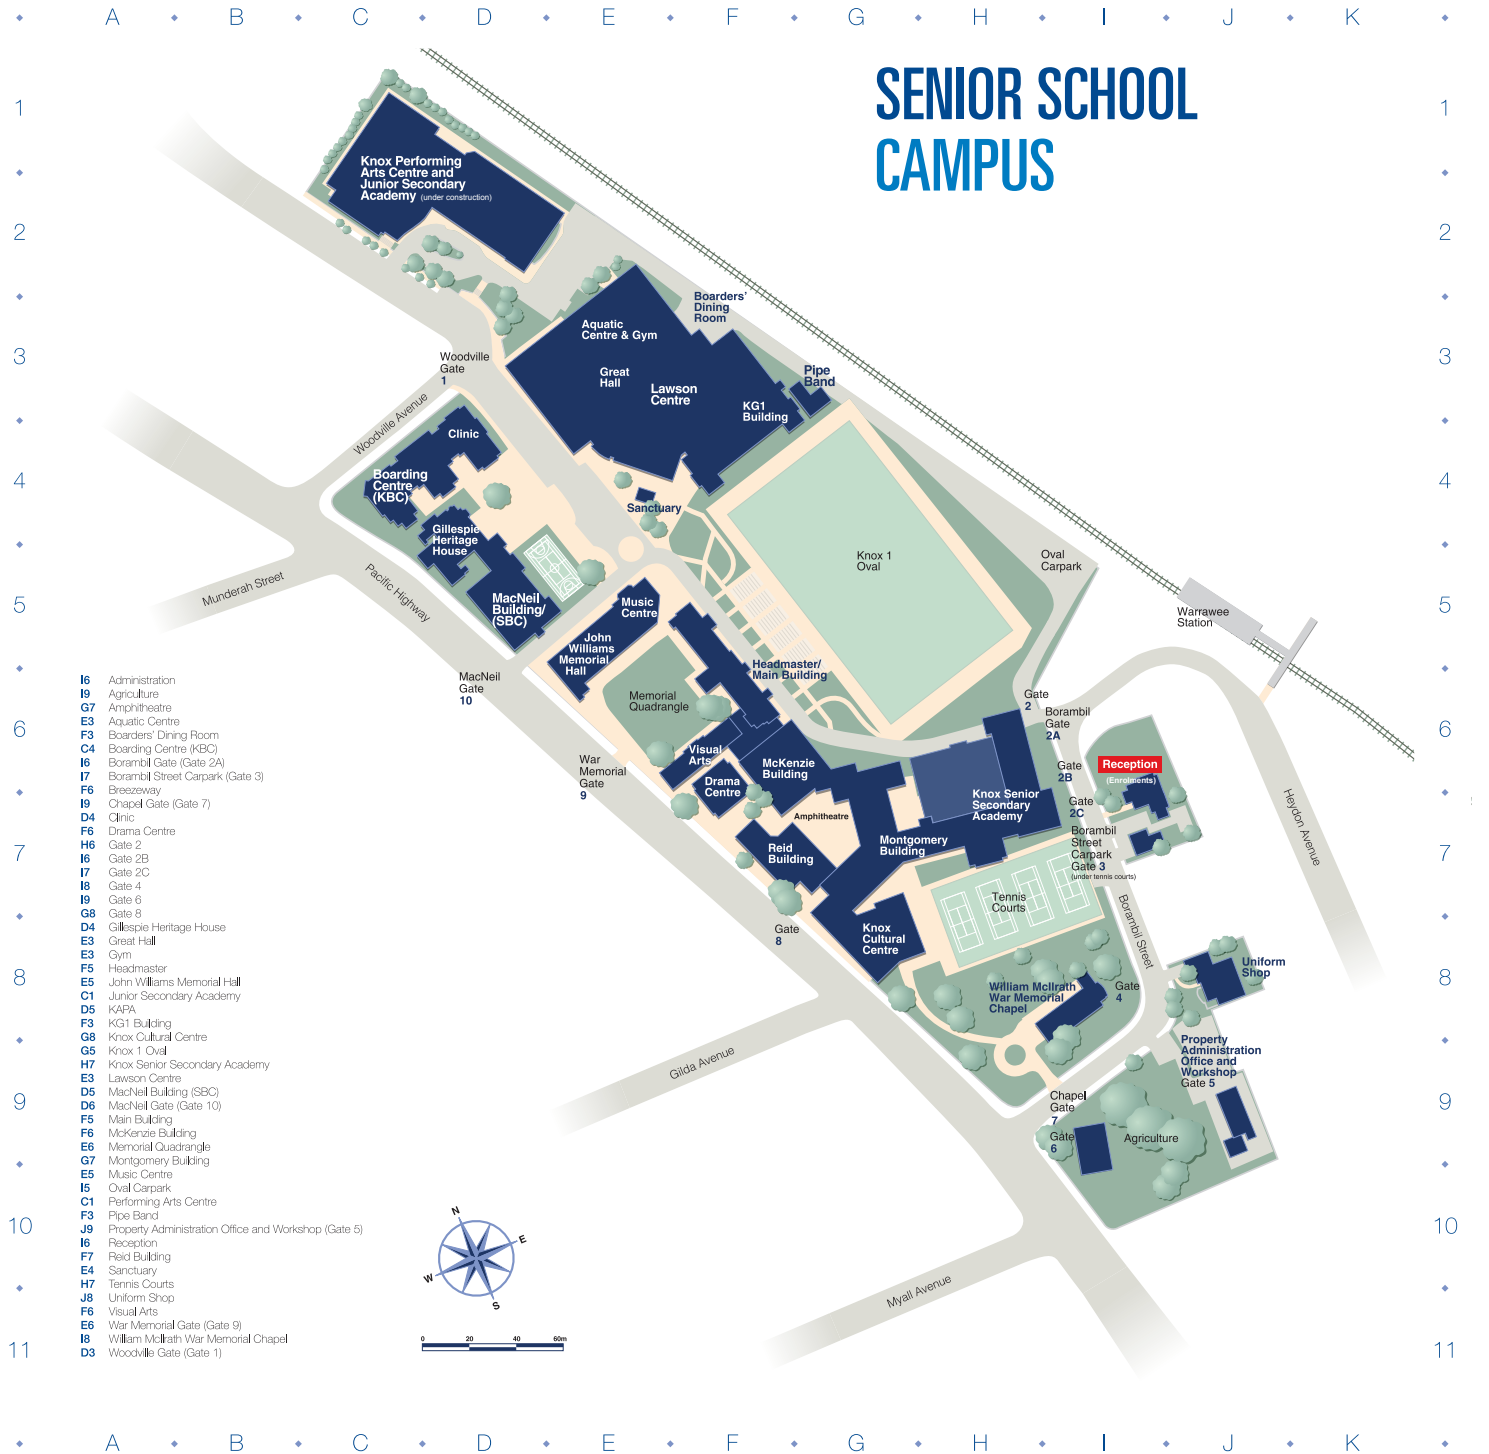 A B C D E F G H I J K
SENIOR SCHOOL
CAMPUS
1 1
2 2
3 3
4 4
5 5
6 6
7 7
8 8
9 9
10 10
11 11
Knox Performing
Arts Centre and
Junior Secondary
Academy (under construction)
Boarders'
Dining
Room
Aquatic
Centre & Gym
Great
Hall
Lawson
Centre
KG1
Building
Pipe
Band
Woodville
Gate
1
Woodville Avenue
Clinic
Boarding
Centre
(KBC)
Gillespie
Heritage
House
Sanctuary
MacNeil
Building/
(SBC)
Munderah Street
Pacific Highway
Knox 1
Oval
Oval
Carpark
Warrawee
Station
Music
Centre
John
Williams
Memorial
Hall
Headmaster/
Main Building
Memorial
Quadrangle
MacNeil
Gate
10
War
Memorial
Gate
9
Visual
Arts
Drama
Centre
McKenzie
Building
Amphitheatre
Reid
Building
Montgomery
Building
Knox Senior
Secondary
Academy
Gate
2
Borambil
Gate
2A
Gate
2B
Gate
2C
Reception
(Enrolments)
Borambil
Street
Carpark
Gate 3
(under tennis courts)
Heydon Avenue
Tennis
Courts
Knox
Cultural
Centre
Gate
8
Borambil Street
William McIlrath
War Memorial
Chapel
Gate
4
Uniform
Shop
Property
Administration
Office and
Workshop
Gate 5
Gilda Avenue
Chapel
Gate
7
Gate
6
Agriculture
Myall Avenue
I6 Administration
I9 Agriculture
G7 Amphitheatre
E3 Aquatic Centre
F3 Boarders' Dining Room
C4 Boarding Centre (KBC)
I6 Borambil Gate (Gate 2A)
I7 Borambil Street Carpark (Gate 3)
F6 Breezeway
I9 Chapel Gate (Gate 7)
D4 Clinic
F6 Drama Centre
H6 Gate 2
I6 Gate 2B
I7 Gate 2C
I8 Gate 4
I9 Gate 6
G8 Gate 8
D4 Gillespie Heritage House
E3 Great Hall
E3 Gym
F5 Headmaster
E5 John Williams Memorial Hall
C1 Junior Secondary Academy
D5 KAPA
F3 KG1 Building
G8 Knox Cultural Centre
G5 Knox 1 Oval
H7 Knox Senior Secondary Academy
E3 Lawson Centre
D5 MacNeil Building (SBC)
D6 MacNeil Gate (Gate 10)
F5 Main Building
F6 McKenzie Building
E6 Memorial Quadrangle
G7 Montgomery Building
E5 Music Centre
I5 Oval Carpark
C1 Performing Arts Centre
F3 Pipe Band
J9 Property Administration Office and Workshop (Gate 5)
I6 Reception
F7 Reid Building
E4 Sanctuary
H7 Tennis Courts
J8 Uniform Shop
F6 Visual Arts
E6 War Memorial Gate (Gate 9)
I8 William McIlrath War Memorial Chapel
D3 Woodville Gate (Gate 1)
N
E
W
S
0 20 40 60m
A B C D E F G H I J K